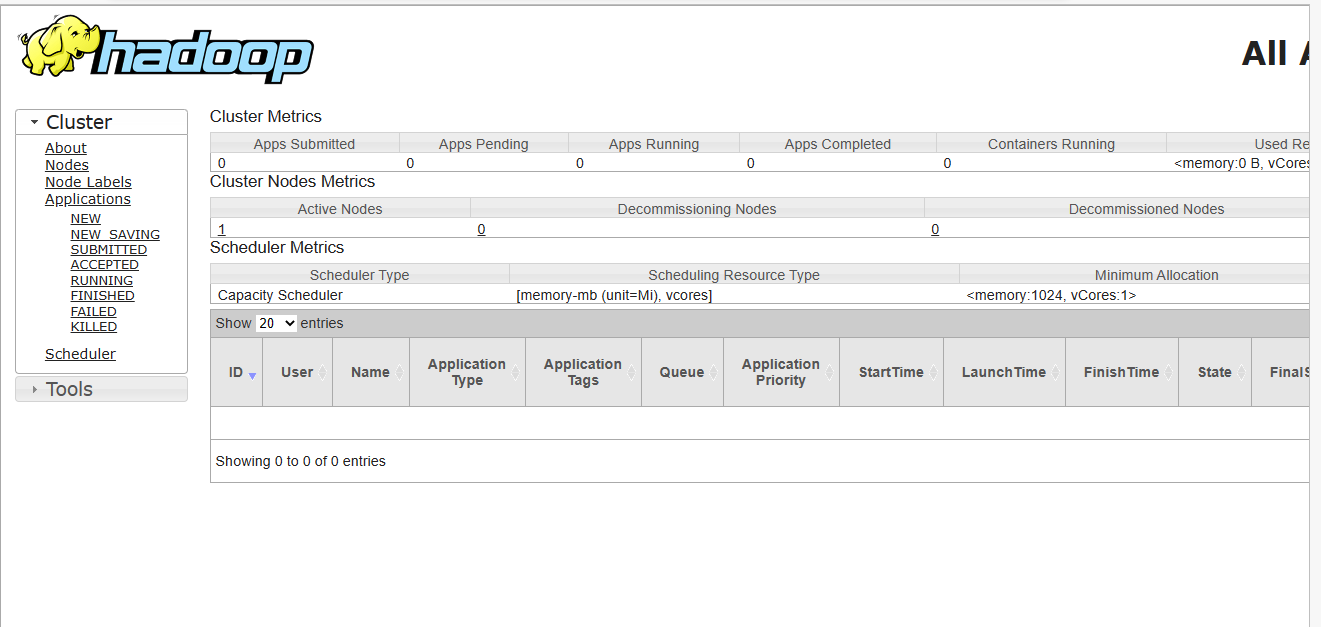 hadoop
All A
Cluster
About
Nodes
Node Labels
Applications
NEW
NEW_SAVING
SUBMITTED
ACCEPTED
RUNNING
FINISHED
FAILED
KILLED
Scheduler
Tools
Cluster Metrics
Apps Submitted Apps Pending Apps Running Apps Completed Containers Running Used Re
0 0 0 0 0 <memory:0 B, vCores
Cluster Nodes Metrics
Active Nodes Decommissioning Nodes Decommissioned Nodes
1 0 0
Scheduler Metrics
Scheduler Type Scheduling Resource Type Minimum Allocation
Capacity Scheduler [memory-mb (unit=Mi), vcores] <memory:1024, vCores:1>
Show 20 entries
ID User Name Application Type Application Tags Queue Application Priority StartTime LaunchTime FinishTime State FinalS
Showing 0 to 0 of 0 entries